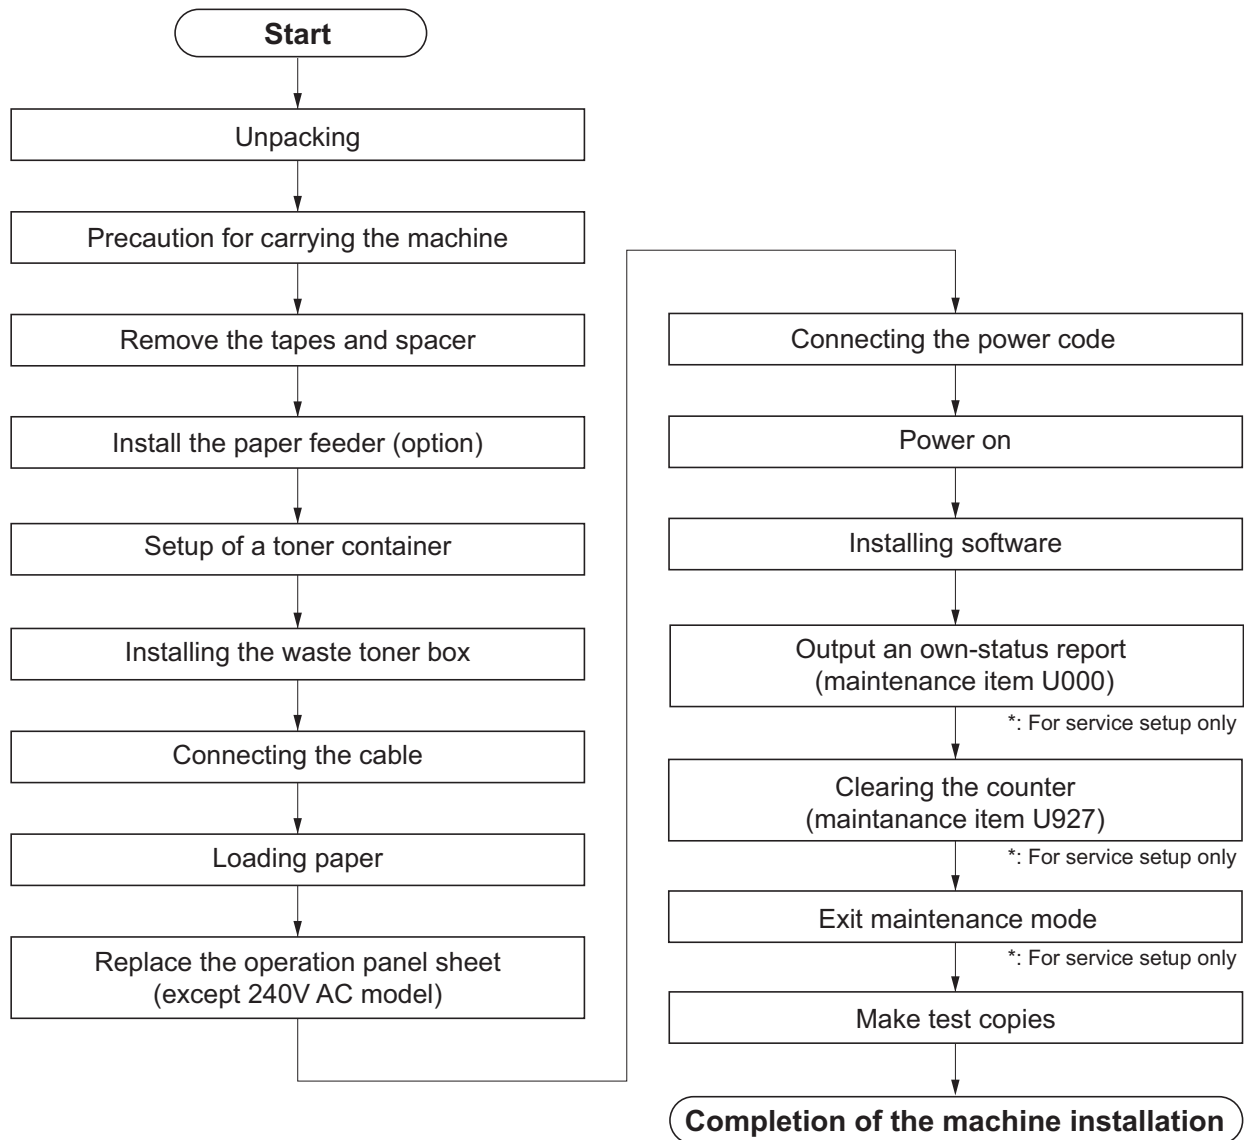 Start
Unpacking
Precaution for carrying the machine
Remove the tapes and spacer
Install the paper feeder (option)
Setup of a toner container
Installing the waste toner box
Connecting the cable
Loading paper
Replace the operation panel sheet
(except 240V AC model)
Connecting the power code
Power on
Installing software
Output an own-status report
(maintenance item U000)
*: For service setup only
Clearing the counter
(maintanance item U927)
*: For service setup only
Exit maintenance mode
*: For service setup only
Make test copies
Completion of the machine installation